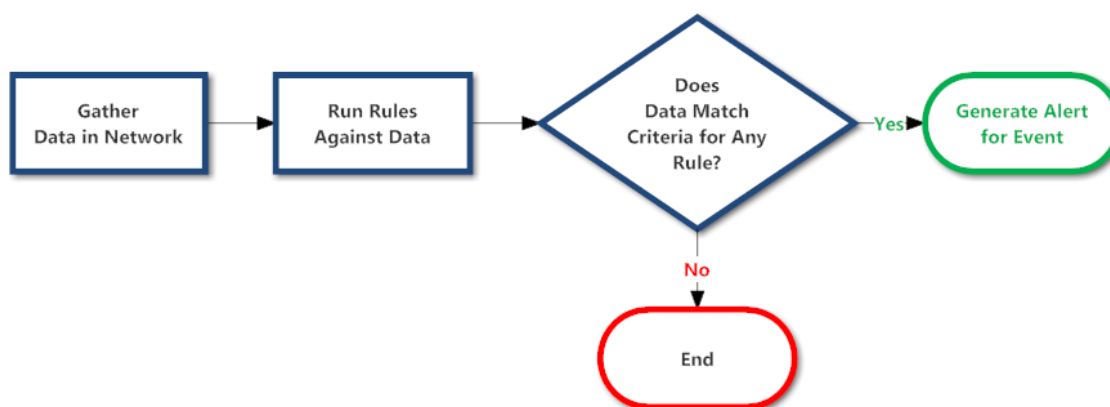 Gather
Data in Network
Run Rules
Against Data
Does
Data Match
Criteria for Any
Rule?
Yes
Generate Alert
for Event
No
End